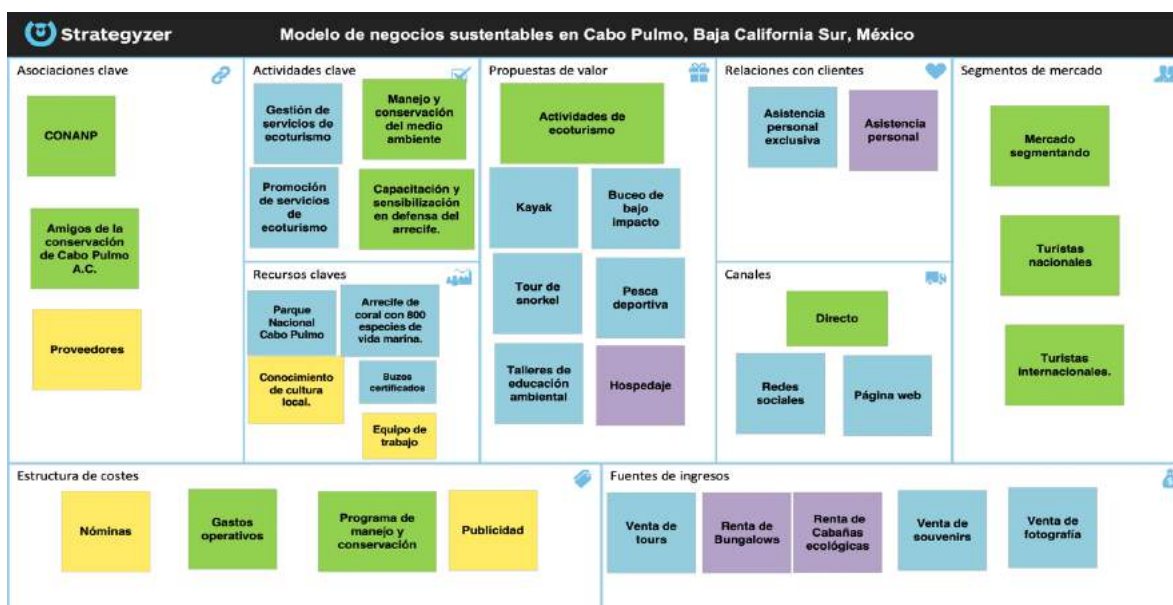 Strategyzer
Modelo de negocios sustentables en Cabo Pulmo, Baja California Sur, México
Asociaciones clave
CONANP
Amigos de la
conservación
de Cabo Pulmo
A.C.
Proveedores
Actividades clave
Gestión de
servicios de
ecoturismo
Manejo y
conservación
del medio
ambiente
Promoción
de servicios
de
ecoturismo
Capacitación y
sensibilización
en defensa del
arrecife.
Recursos claves
Parque
Nacional
Cabo Pulmo
Arrecife de
coral con 800
especies de
vida marina.
Conocimiento
de cultura
local.
Buzos
certificados
Equipo de
trabajo
Propuestas de valor
Actividades de
ecoturismo
Kayak
Buceo de
bajo
impacto
Tour de
snorkel
Pesca
deportiva
Talleres de
educación
ambiental
Hospedaje
Relaciones con clientes
Asistencia
personal
exclusiva
Asistencia
personal
Canales
Directo
Redes
sociales
Página web
Segmentos de mercado
Mercado
segmentando
Turistas
nacionales
Turistas
internacionales.
Estructura de costes
Nóminas
Gastos
operativos
Programa de
manejo y
conservación
Publicidad
Fuentes de ingresos
Venta de
tours
Renta de
Bungalows
Renta de
Cabañas
ecológicas
Venta de
souvenirs
Venta de
fotografía